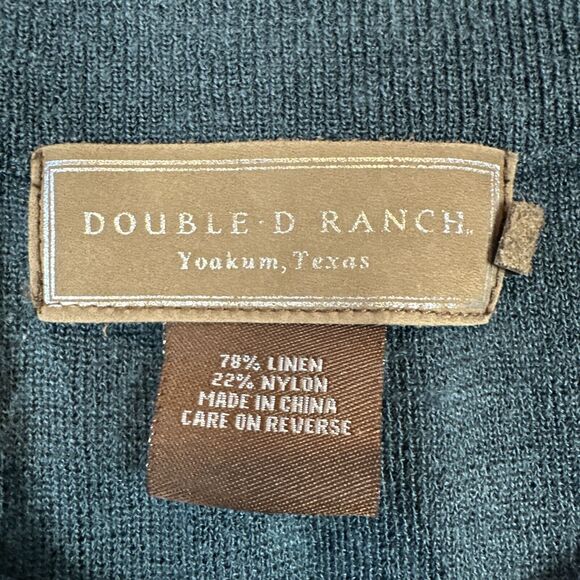 DOUBLE · D RANCH
Yoakum, Texas
78% LINEN
22% NYLON
MADE IN CHINA
CARE ON REVERSE